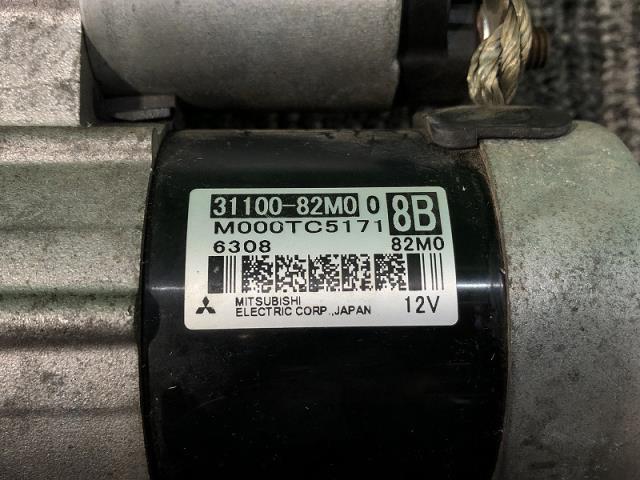 31100-82M0 0 8B
M000TC5171
6308 82M0
MITSUBISHI
ELECTRIC CORP.,JAPAN 12V